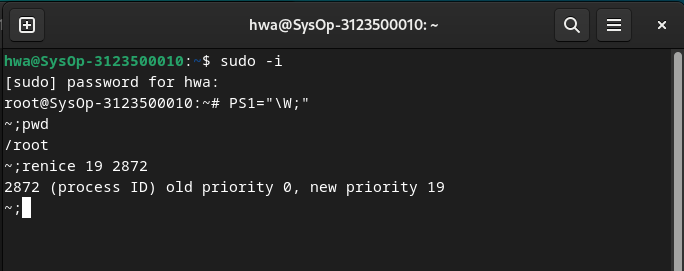 hwa@SysOp-3123500010: ~
hwa@SysOp-3123500010:~$ sudo -i
[sudo] password for hwa:
root@SysOp-3123500010:~# PS1="\W;"
~;pwd
/root
~;renice 19 2872
2872 (process ID) old priority 0, new priority 19
~;